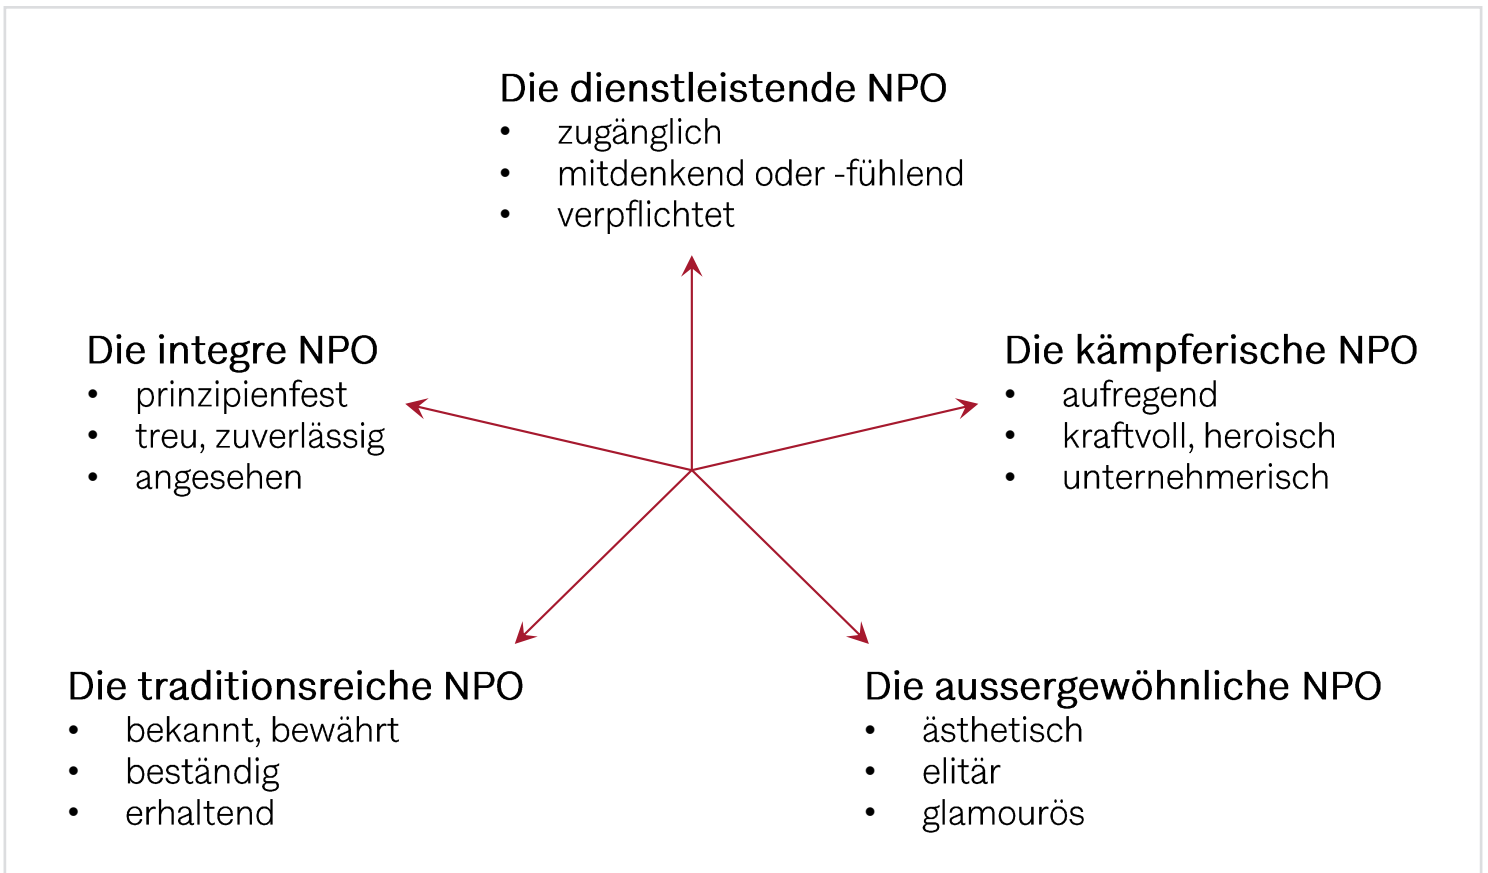 Die dienstleistende NPO
• zugänglich
• mitdenkend oder -fühlend
• verpflichtet
Die integre NPO
• prinzipienfest
• treu, zuverlässig
• angesehen
Die kämpferische NPO
• aufregend
• kraftvoll, heroisch
• unternehmerisch
Die traditionsreiche NPO
• bekannt, bewährt
• beständig
• erhaltend
Die aussergewöhnliche NPO
• ästhetisch
• elitär
• glamourös